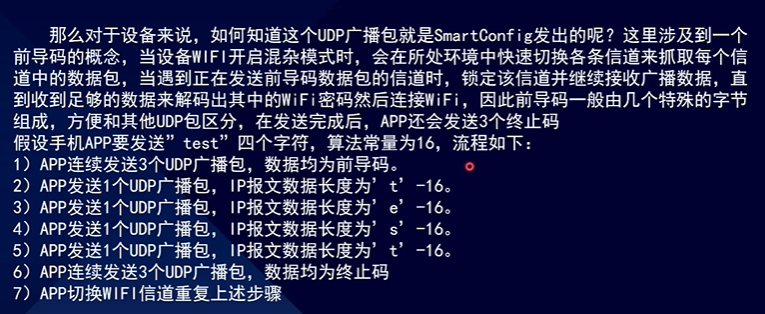 那么对于设备来说，如何知道这个UDP广播包就是SmartConfig发出的呢？这里涉及到一个
前导码的概念，当设备WIFI开启混杂模式时，会在所处环境中快速切换各条信道来抓取每个信
道中的数据包，当遇到正在发送前导码数据包的信道时，锁定该信道并继续接收广播数据，直
到收到足够的数据来解码出其中的WiFi密码然后连接WiFi，因此前导码一般由几个特殊的字节
组成，方便和其他UDP包区分，在发送完成后，APP还会发送3个终止码
假设手机APP要发送”test”四个字符，算法常量为16，流程如下：
1）APP连续发送3个UDP广播包，数据均为前导码。
2）APP发送1个UDP广播包，IP报文数据长度为’t’-16。
3）APP发送1个UDP广播包，IP报文数据长度为’e’-16。
4）APP发送1个UDP广播包，IP报文数据长度为’s’-16。
5）APP发送1个UDP广播包，IP报文数据长度为’t’-16。
6）APP连续发送3个UDP广播包，数据均为终止码
7）APP切换WIFI信道重复上述步骤